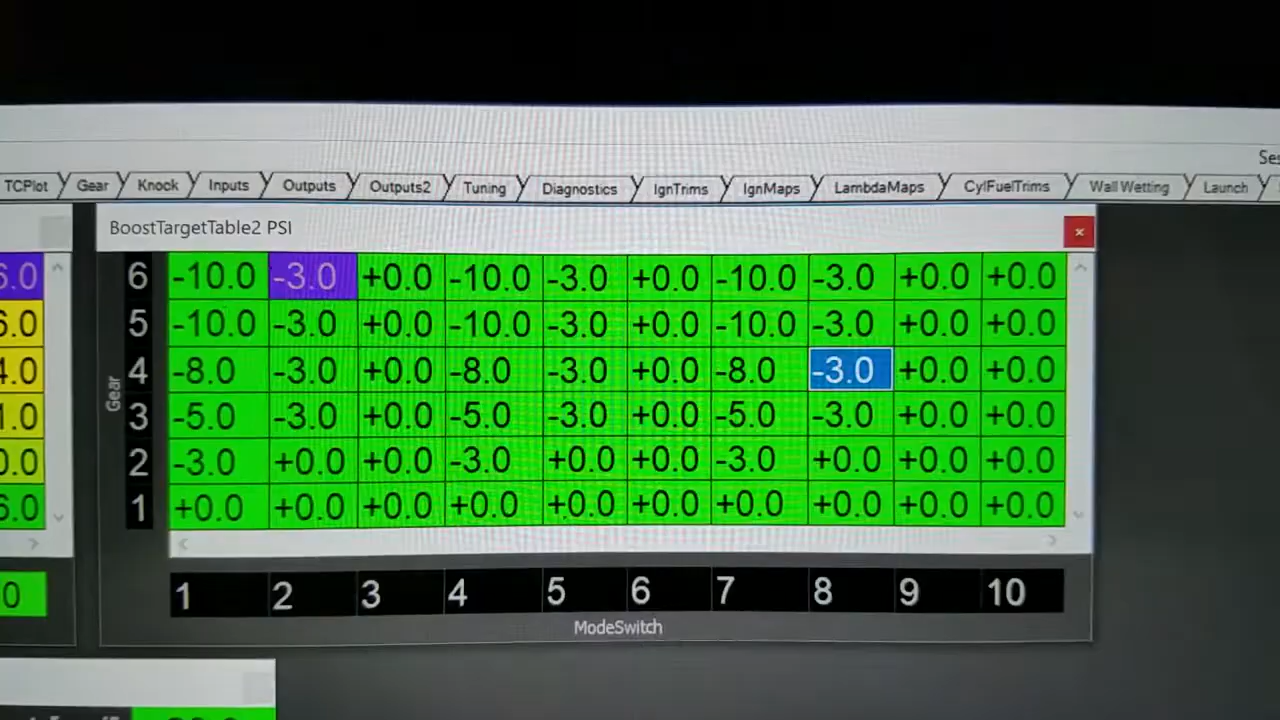 Ses
TCPlot Gear Knock Inputs Outputs Outputs2 Tuning Diagnostics IgnTrims IgnMaps LambdaMaps CylFuelTrims Wall Wetting Launch
BoostTargetTable2 PSI
6 -10.0 -3.0 +0.0 -10.0 -3.0 +0.0 -10.0 -3.0 +0.0 +0.0
5 -10.0 -3.0 +0.0 -10.0 -3.0 +0.0 -10.0 -3.0 +0.0 +0.0
4 -8.0 -3.0 +0.0 -8.0 -3.0 +0.0 -8.0 -3.0 +0.0 +0.0
3 -5.0 -3.0 +0.0 -5.0 -3.0 +0.0 -5.0 -3.0 +0.0 +0.0
2 -3.0 +0.0 +0.0 -3.0 +0.0 +0.0 -3.0 +0.0 +0.0 +0.0
1 +0.0 +0.0 +0.0 +0.0 +0.0 +0.0 +0.0 +0.0 +0.0 +0.0
Gear
1 2 3 4 5 6 7 8 9 10
ModeSwitch